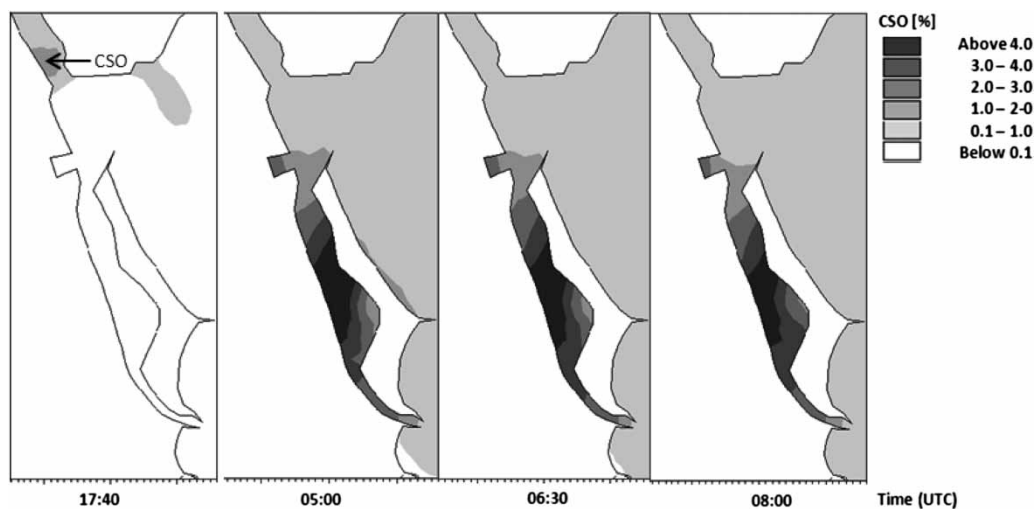 CSO
CSO [%]
Above 4.0
3.0 – 4.0
2.0 – 3.0
1.0 – 2-0
0.1 – 1.0
Below 0.1
17:40
05:00
06:30
08:00
Time (UTC)